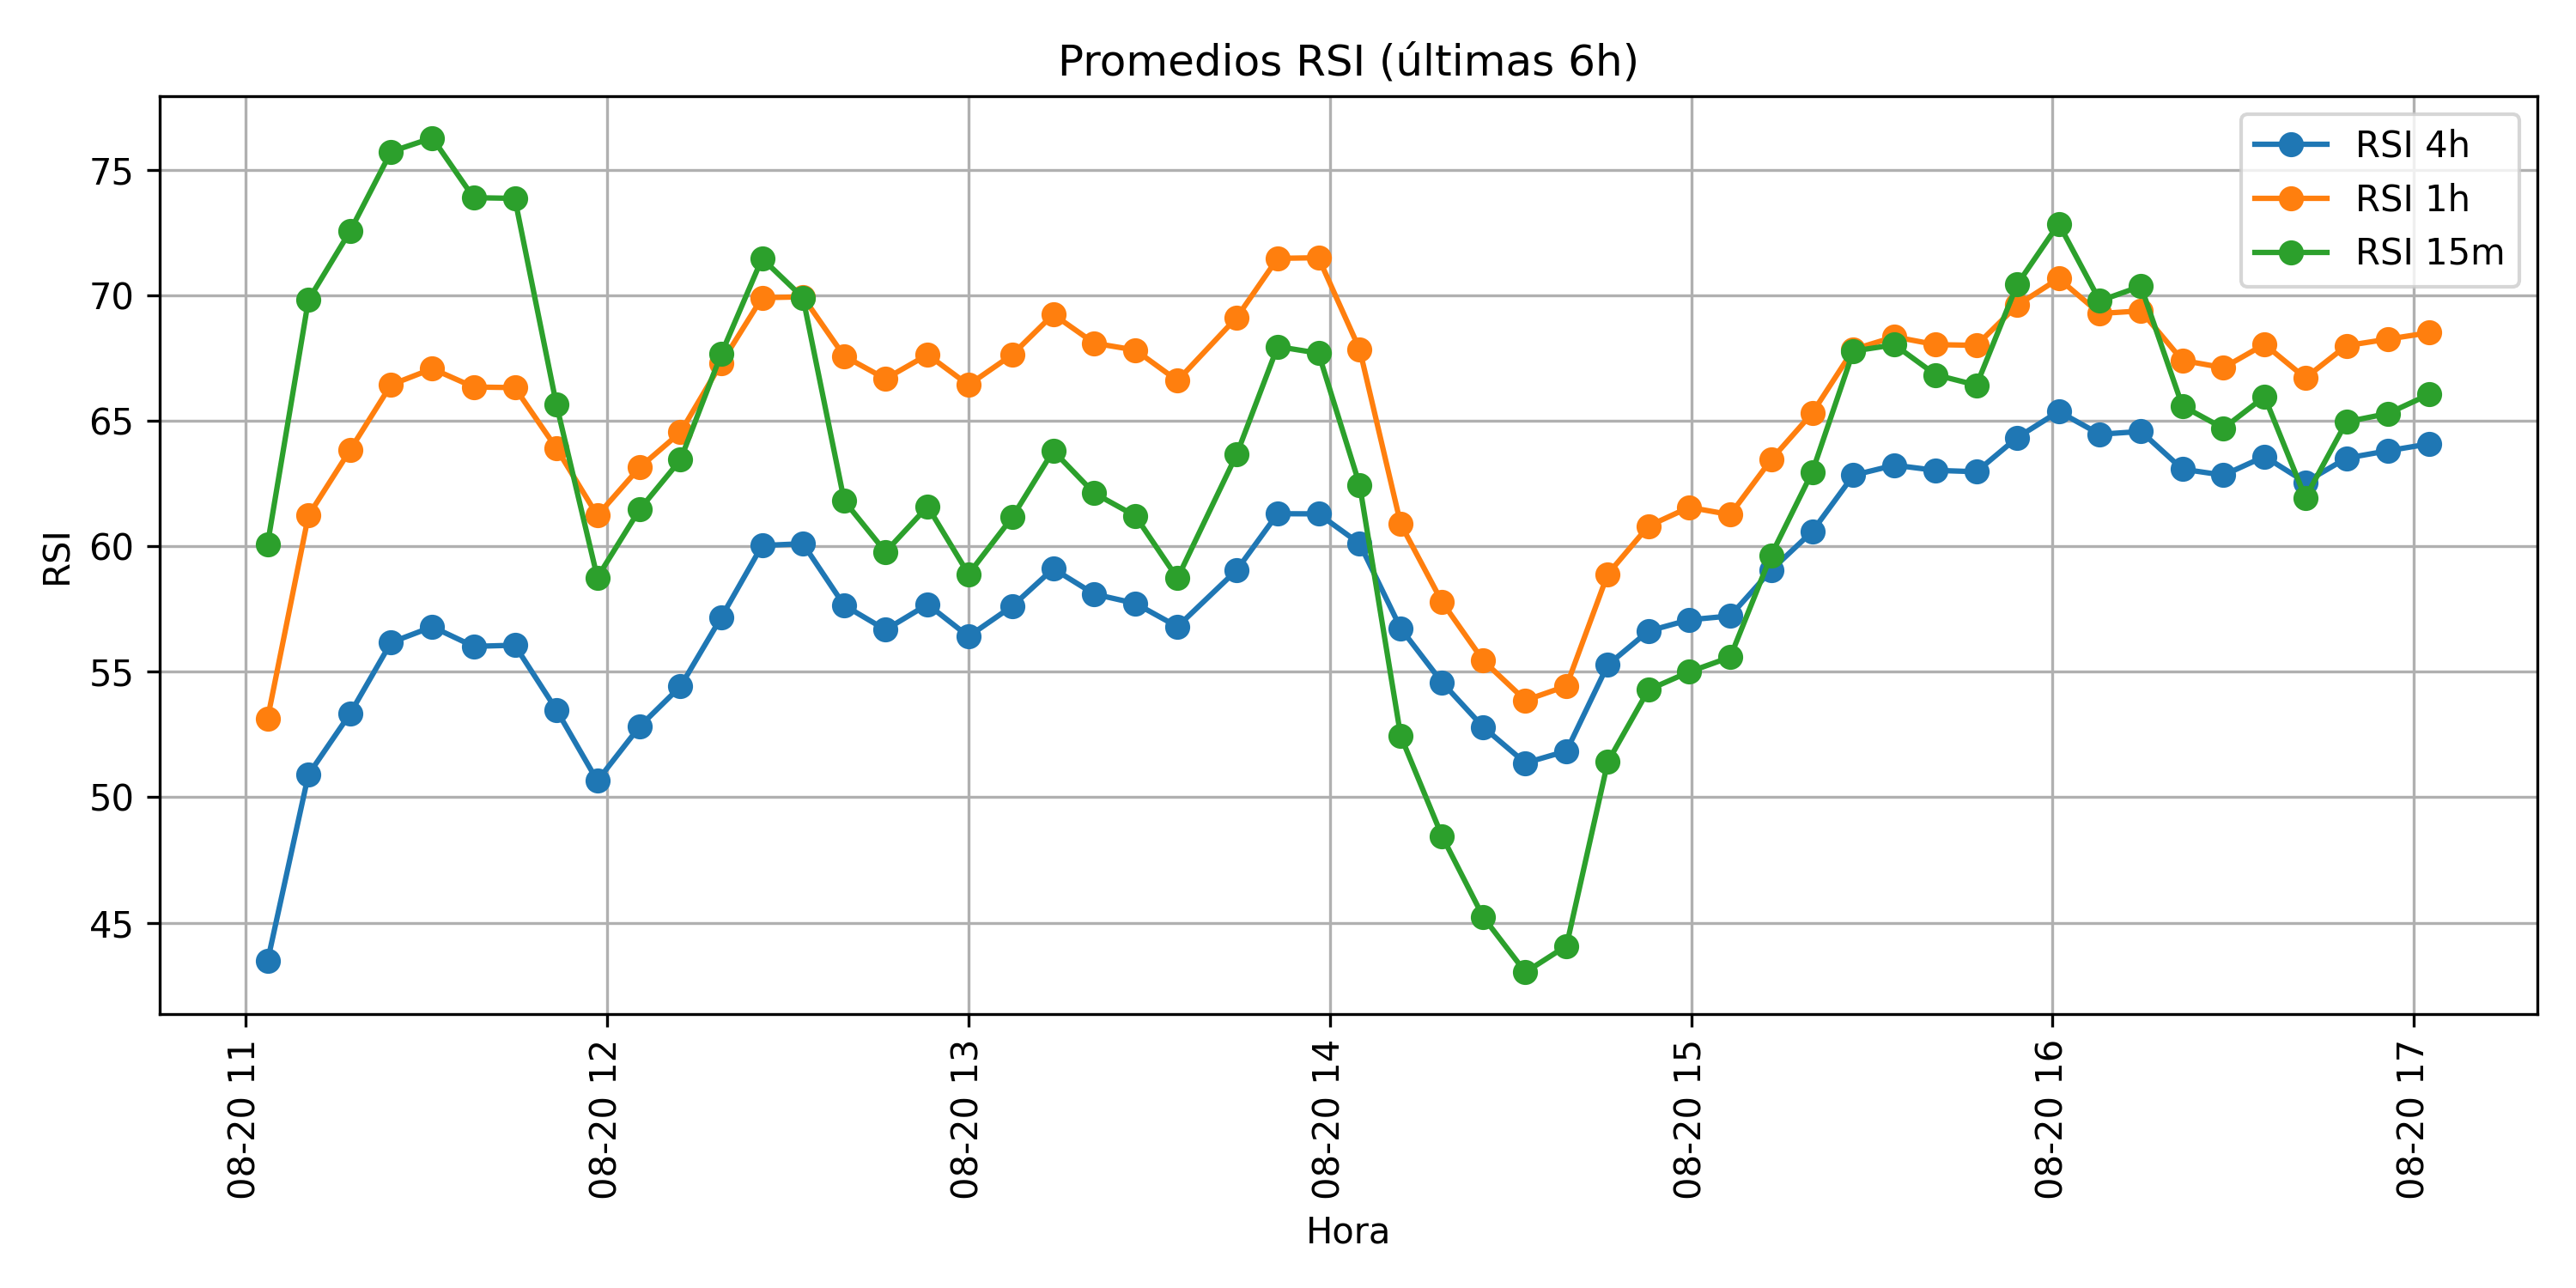 Promedios RSI (últimas 6h)
RSI 4h
RSI 1h
RSI 15m
75
70
65
60
55
50
45
RSI
08-20 11
08-20 12
08-20 13
08-20 14
08-20 15
08-20 16
08-20 17
Hora